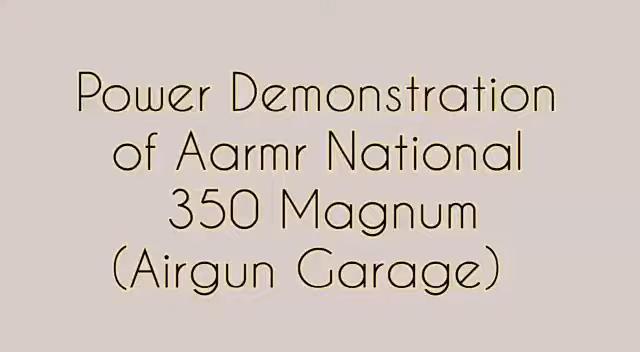 Power Demonstration
of Aarmr National
350 Magnum
(Airgun Garage)